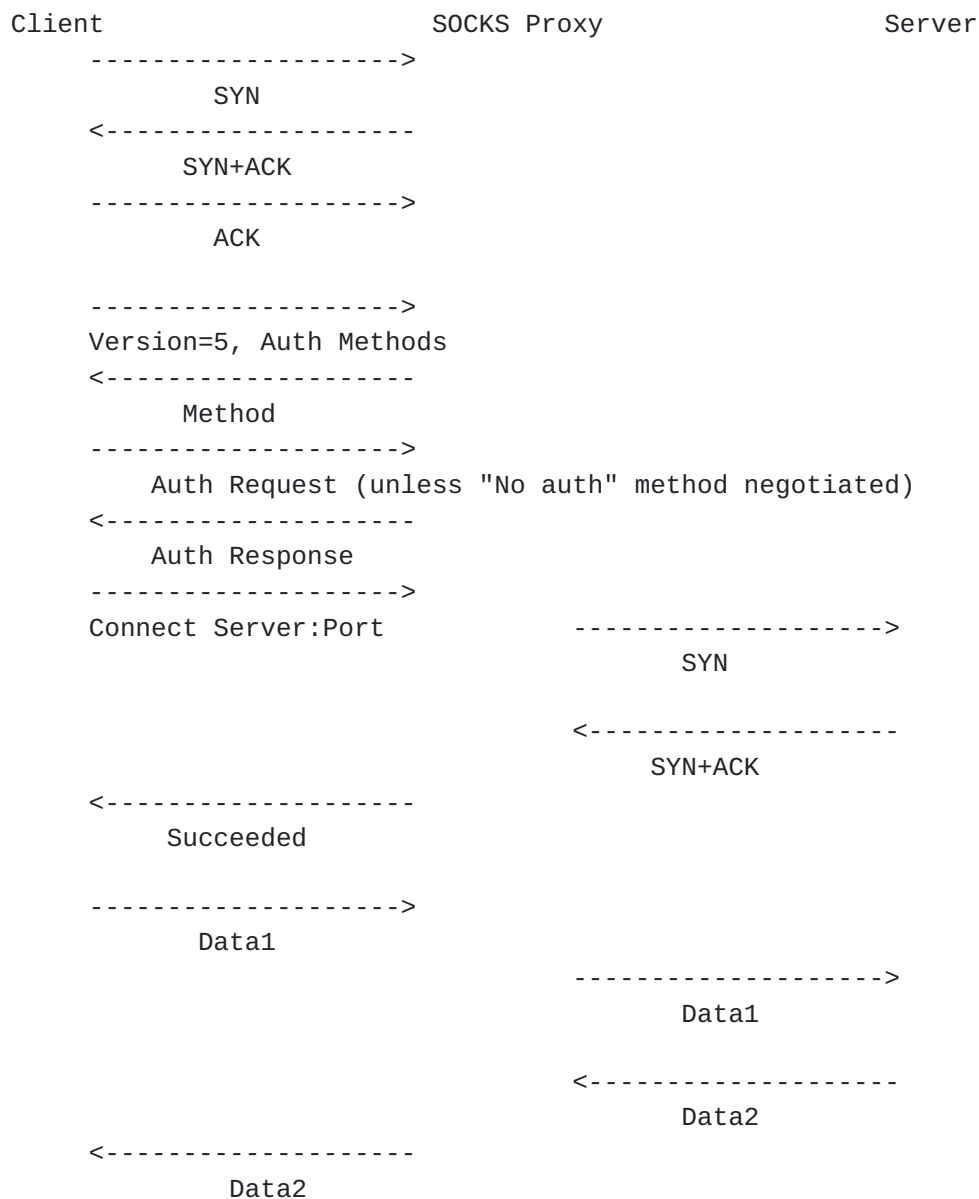 Client SOCKS Proxy Server
-------------------->
SYN
<--------------------
SYN+ACK
-------------------->
ACK
-------------------->
Version=5, Auth Methods
<--------------------
Method
-------------------->
Auth Request (unless "No auth" method negotiated)
<--------------------
Auth Response
-------------------->
Connect Server:Port -------------------->
SYN
<--------------------
SYN+ACK
<--------------------
Succeeded
-------------------->
Data1
-------------------->
Data1
<--------------------
Data2
<--------------------
Data2